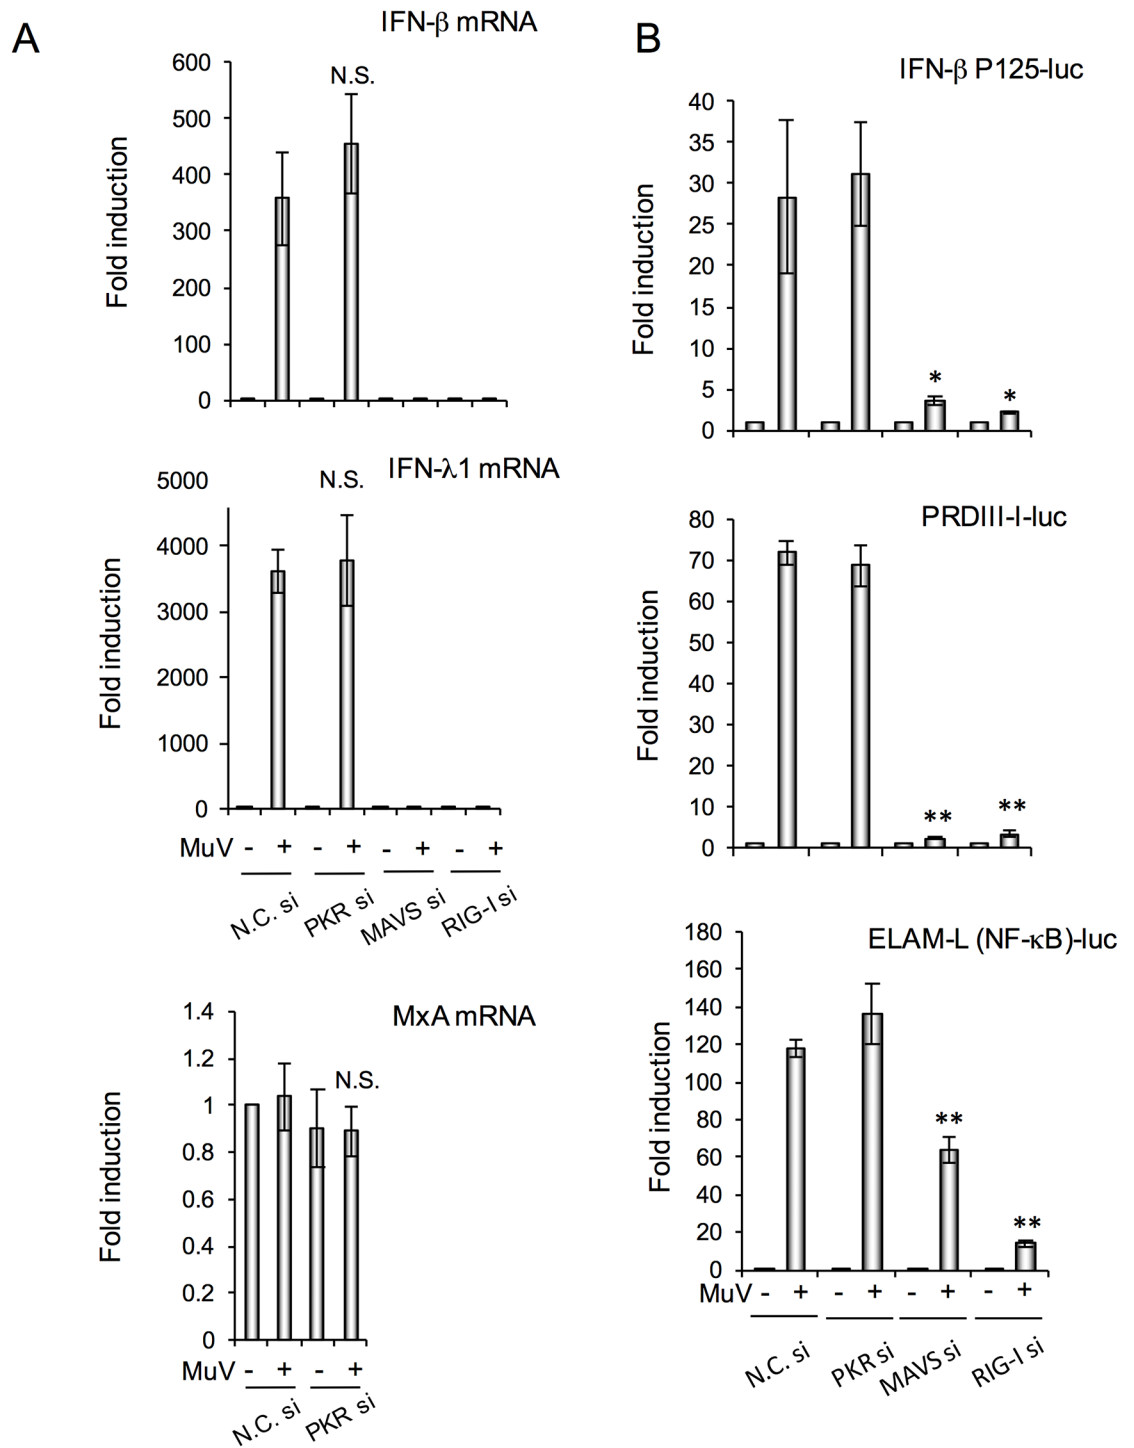 A
IFN-β mRNA
N.S.
600
500
400
300
200
100
0
Fold induction
IFN-λ1 mRNA
N.S.
5000
4000
3000
2000
1000
0
Fold induction
MuV - + - + - + - +
N.C. si PKR si MAVS si RIG-I si
MxA mRNA
N.S.
1.4
1.2
1
0.8
0.6
0.4
0.2
0
Fold induction
MuV - + - +
N.C. si PKR si
B
IFN-β P125-luc
40
35
30
25
20
15
10
5
0
Fold induction
* *
PRDIII-I-luc
80
70
60
50
40
30
20
10
0
Fold induction
** **
ELAM-L (NF-κB)-luc
180
160
140
120
100
80
60
40
20
0
Fold induction
** **
MuV - + - + - + - +
N.C. si PKR si MAVS si RIG-I si